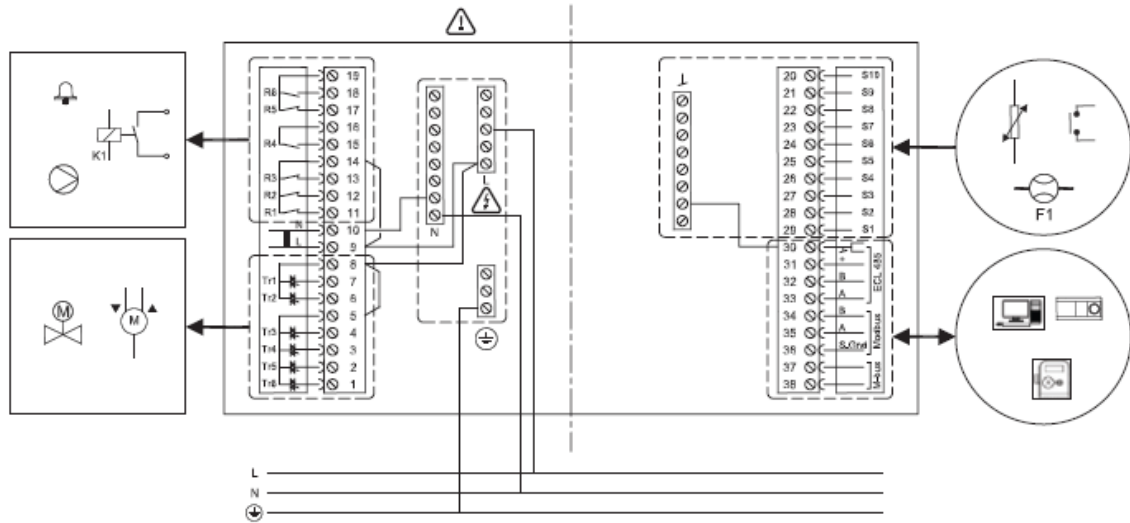 K1
M
M
R6
R5
R4
R3
R2
R1
N
L
Tr1
Tr2
Tr3
Tr4
Tr5
Tr6
19
18
17
16
15
14
13
12
11
10
9
8
7
6
5
4
3
2
1
N
L
20 S10
21 S9
22 S8
23 S7
24 S6
25 S5
26 S4
27 S3
28 S2
29 S1
30
31 +
32 B
33 A
ECL 485
34 B
35 A
36
Modbus
37
38
M-bus
F1
L
N